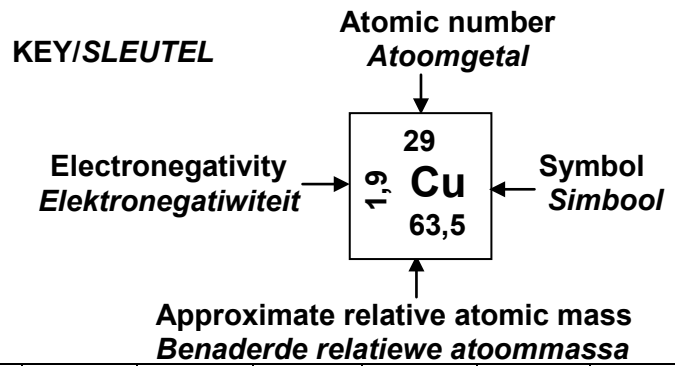 Atomic number
KEY/SLEUTEL
Atoomgetal
29
Electronegativity
Elektronegatiwiteit
1,9
Cu
Symbol
Simbool
63,5
Approximate relative atomic mass
Benaderde relatiewe atoommassa